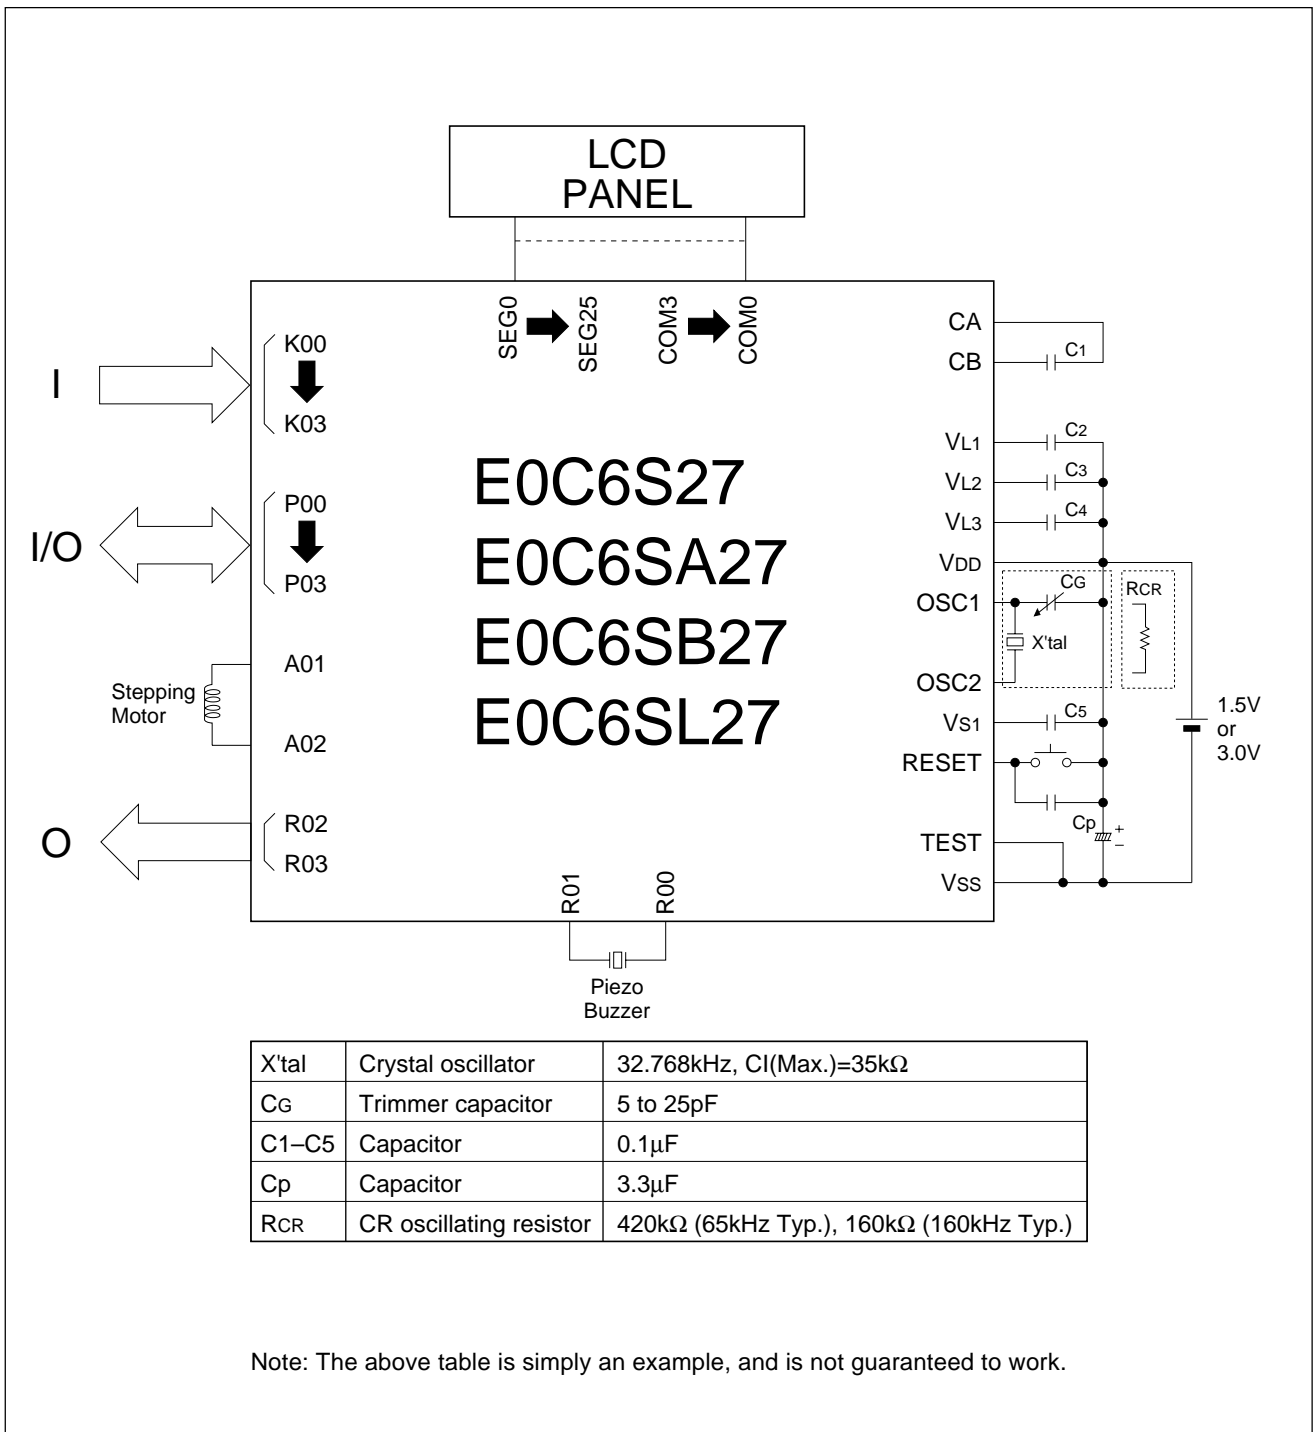 LCD
PANEL
SEG0
SEG25
COM3
COM0
I
K00
K03
I/O
P00
P03
Stepping
Motor
A01
A02
O
R02
R03
E0C6S27
E0C6SA27
E0C6SB27
E0C6SL27
CA
CB
C1
VL1
C2
VL2
C3
VL3
C4
VDD
OSC1
CG
RCR
X'tal
OSC2
VS1
C5
RESET
1.5V
or
3.0V
Cp
+
–
TEST
VSS
R01
R00
Piezo
Buzzer
X'tal Crystal oscillator 32.768kHz, CI(Max.)=35kΩ
CG Trimmer capacitor 5 to 25pF
C1–C5 Capacitor 0.1µF
Cp Capacitor 3.3µF
RCR CR oscillating resistor 420kΩ (65kHz Typ.), 160kΩ (160kHz Typ.)
Note: The above table is simply an example, and is not guaranteed to work.